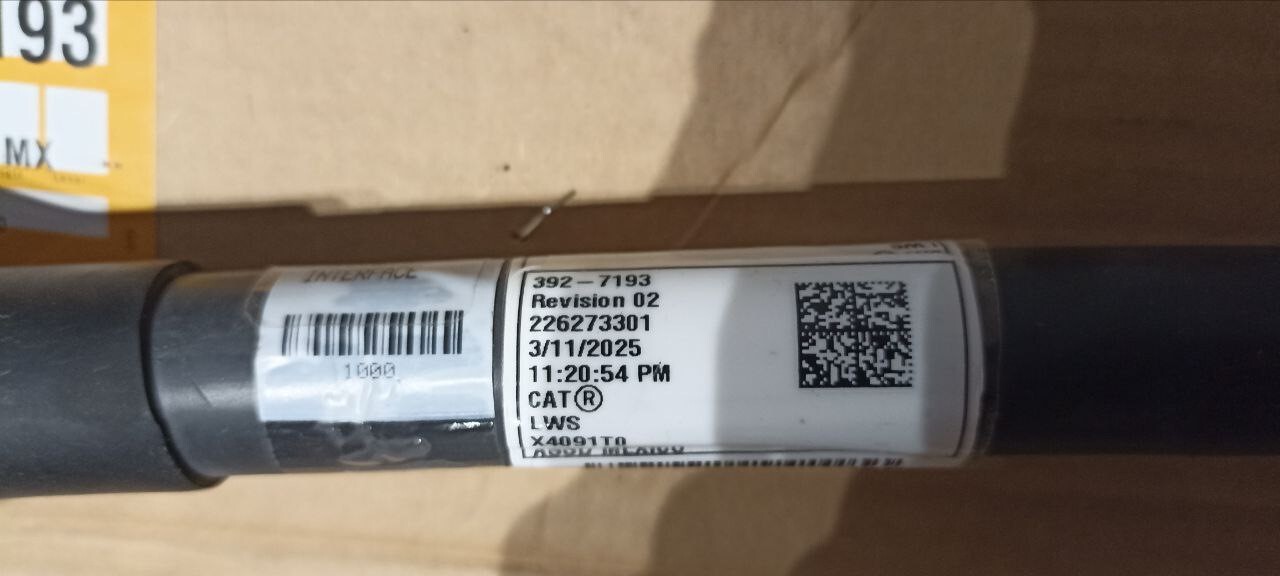 193
MX
INTERFACE
1000
392-7193
Revision 02
226273301
3/11/2025
11:20:54 PM
CAT®
LWS
X4091T0